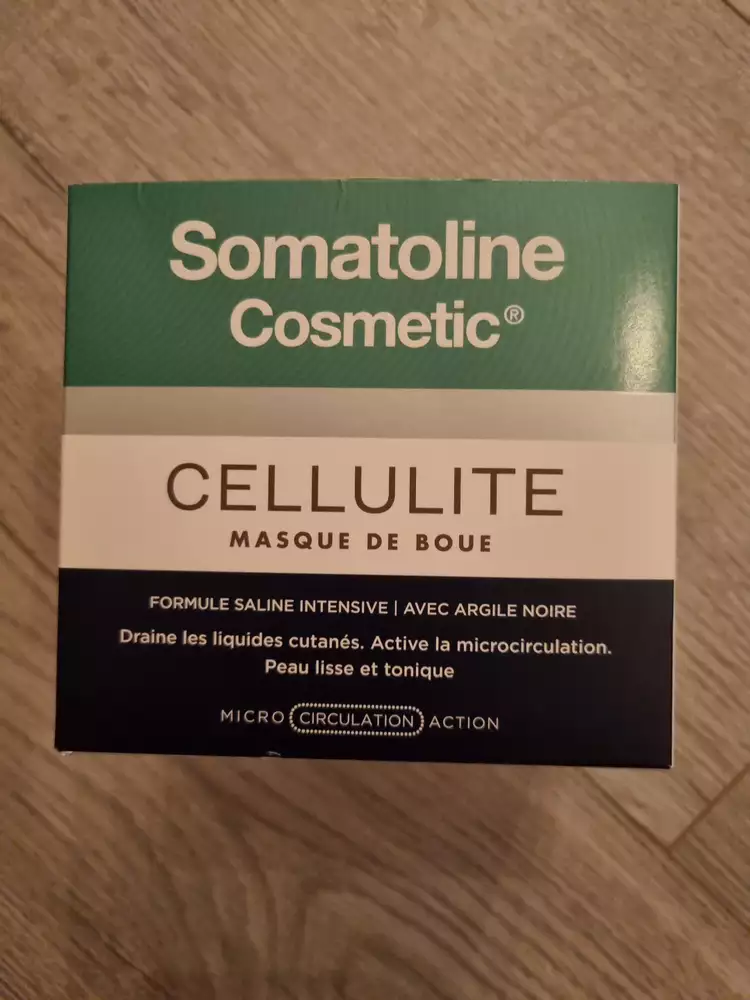 Somatoline
Cosmetic®
CELLULITE
MASQUE DE BOUE
FORMULE SALINE INTENSIVE | AVEC ARGILE NOIRE
Draine les liquides cutanés. Active la microcirculation.
Peau lisse et tonique
MICRO CIRCULATION ACTION